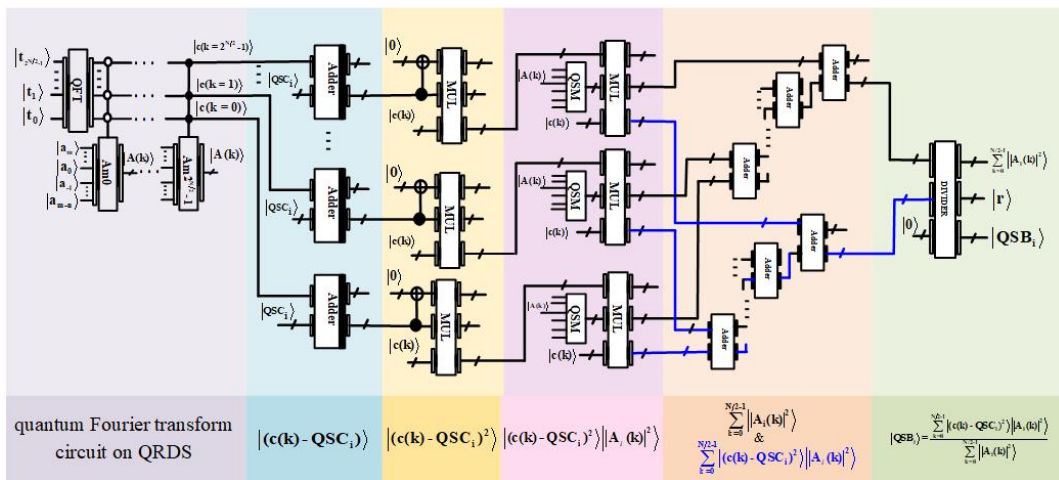 |t_{2^{N/2}-1}⟩
|t_1⟩
|t_0⟩
QFT
|c(k = 2^{N/2}-1)⟩
|c(k = 1)⟩
|c(k = 0)⟩
|a_m⟩
|a_0⟩
|a_{-1}⟩
|a_{m-n}⟩
Am0
A(k)⟩
Am2^{N/2}-1
|A(k)⟩
|QSC_i⟩
Adder
|QSC_i⟩
Adder
|QSC_i⟩
Adder
|0⟩
|c(k)⟩
MUL
|0⟩
|c(k)⟩
MUL
|0⟩
|c(k)⟩
MUL
|A(k)⟩
QSM
|c(k)⟩
MUL
|A(k)⟩
QSM
|c(k)⟩
MUL
|A(k)⟩
QSM
|c(k)⟩
MUL
Adder
Adder
Adder
Adder
Adder
Adder
|0⟩
DIVIDER
∑_{k=0}^{N/2-1} ||A_i(k)|^2⟩
|r⟩
|QSB_i⟩
quantum Fourier transform
circuit on QRDS
|(c(k) - QSC_i)⟩
|(c(k) - QSC_i)^2⟩
|(c(k) - QSC_i)^2⟩||A_i(k)|^2⟩
∑_{k=0}^{N/2-1} ||A_i(k)|^2⟩
&
∑_{k=0}^{N/2-1} |(c(k) - QSC_i)^2⟩||A_i(k)|^2⟩
|QSB_i⟩ = ∑_{k=0}^{N/2-1} |(c(k) - QSC_i)^2⟩||A_i(k)|^2⟩ / ∑_{k=0}^{N/2-1} ||A_i(k)|^2⟩